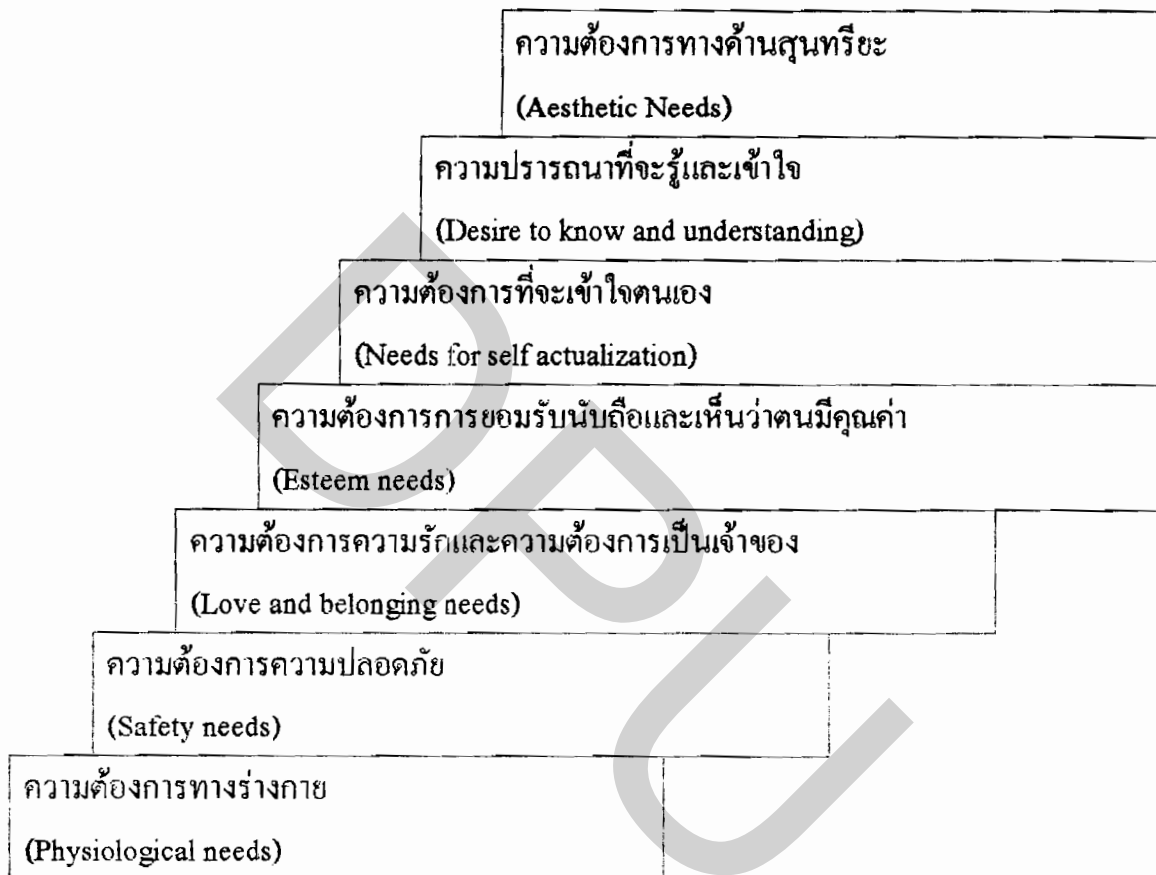 ความต้องการทางด้านสุนทรียะ
(Aesthetic Needs)
ความปรารถนาที่จะรู้และเข้าใจ
(Desire to know and understanding)
ความต้องการที่จะเข้าใจตนเอง
(Needs for self actualization)
ความต้องการการยอมรับนับถือและเห็นว่าตนมีคุณค่า
(Esteem needs)
ความต้องการความรักและความต้องการเป็นเจ้าของ
(Love and belonging needs)
ความต้องการความปลอดภัย
(Safety needs)
ความต้องการทางร่างกาย
(Physiological needs)
DPU